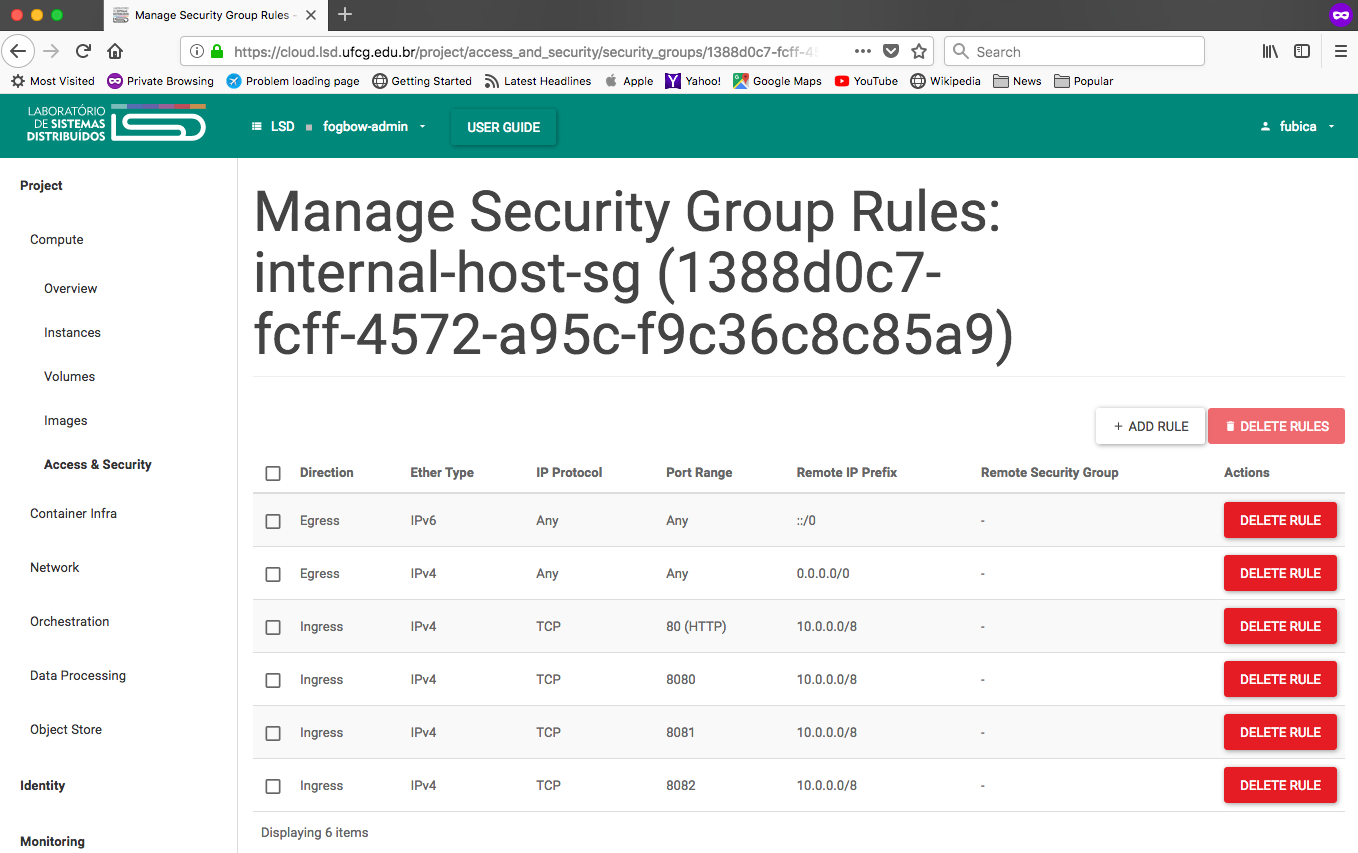 Manage Security Group Rules -
https://cloud.lsd.ufcg.edu.br/project/access_and_security/security_groups/1388d0c7-fcff-45
Search
Most Visited Private Browsing Problem loading page Getting Started Latest Headlines Apple Yahoo! Google Maps YouTube Wikipedia News Popular
LABORATÓRIO
DE SISTEMAS
DISTRIBUÍDOS
LSD fogbow-admin USER GUIDE fubica
Project
Compute
Overview
Instances
Volumes
Images
Access & Security
Container Infra
Network
Orchestration
Data Processing
Object Store
Identity
Monitoring
Manage Security Group Rules:
internal-host-sg (1388d0c7-
fcff-4572-a95c-f9c36c8c85a9)
+ ADD RULE DELETE RULES
Direction Ether Type IP Protocol Port Range Remote IP Prefix Remote Security Group Actions
Egress IPv6 Any Any ::/0 - DELETE RULE
Egress IPv4 Any Any 0.0.0.0/0 - DELETE RULE
Ingress IPv4 TCP 80 (HTTP) 10.0.0.0/8 - DELETE RULE
Ingress IPv4 TCP 8080 10.0.0.0/8 - DELETE RULE
Ingress IPv4 TCP 8081 10.0.0.0/8 - DELETE RULE
Ingress IPv4 TCP 8082 10.0.0.0/8 - DELETE RULE
Displaying 6 items